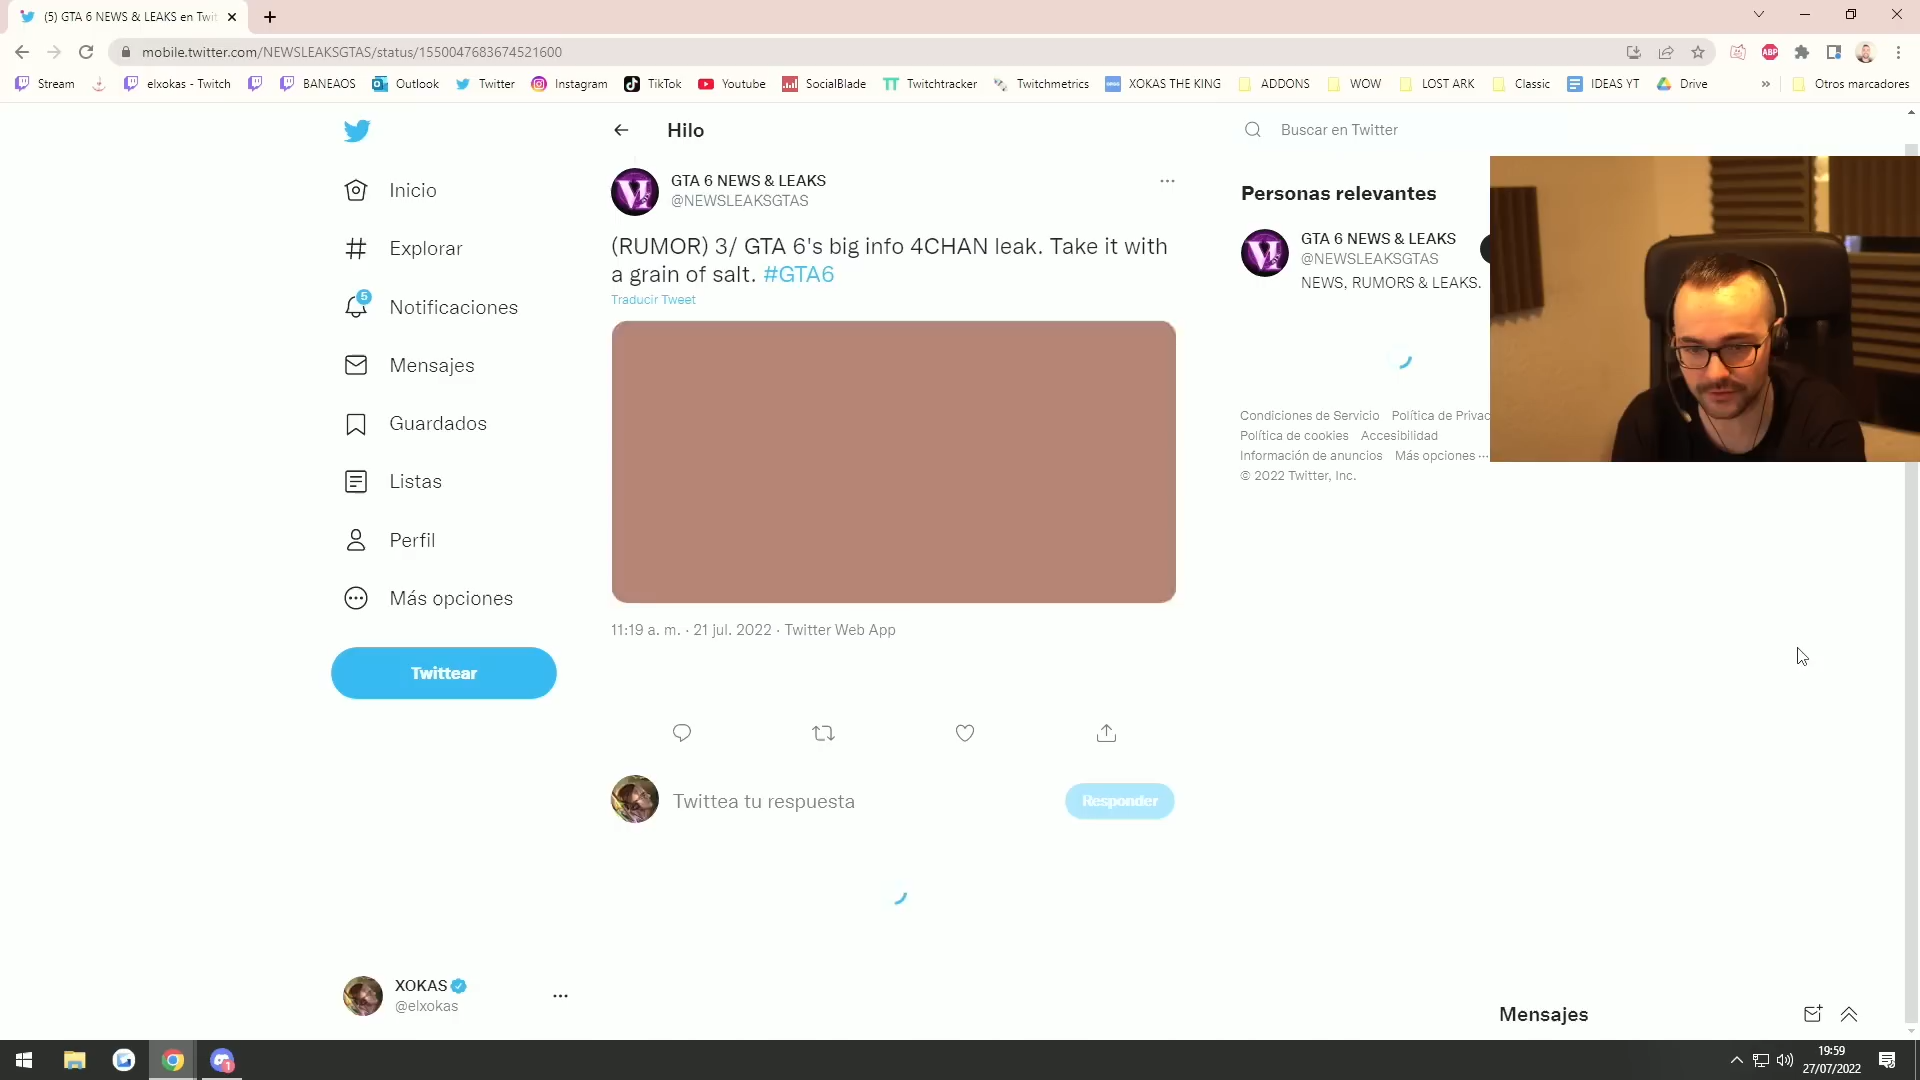 (5) GTA 6 NEWS & LEAKS en Twit
mobile.twitter.com/NEWSLEAKSGTAS/status/1550047683674521600
ABP
Stream
elxokas - Twitch
BANEAOS
Outlook
Twitter
Instagram
TikTok
Youtube
SocialBlade
Twitchtracker
Twitchmetrics
XOKAS THE KING
ADDONS
WOW
LOST ARK
Classic
IDEAS YT
Drive
»
Otros marcadores
Inicio
Explorar
5
Notificaciones
Mensajes
Guardados
Listas
Perfil
Más opciones
Twittear
XOKAS
@elxokas
Hilo
GTA 6 NEWS & LEAKS
@NEWSLEAKSGTAS
(RUMOR) 3/ GTA 6's big info 4CHAN leak. Take it with
a grain of salt. #GTA6
Traducir Tweet
11:19 a. m. · 21 jul. 2022 · Twitter Web App
Twittea tu respuesta
Responder
Buscar en Twitter
Personas relevantes
GTA 6 NEWS & LEAKS
@NEWSLEAKSGTAS
NEWS, RUMORS & LEAKS.
Condiciones de Servicio Política de Privac
Política de cookies Accesibilidad
Información de anuncios Más opciones ···
© 2022 Twitter, Inc.
Mensajes
1
19:59
27/07/2022